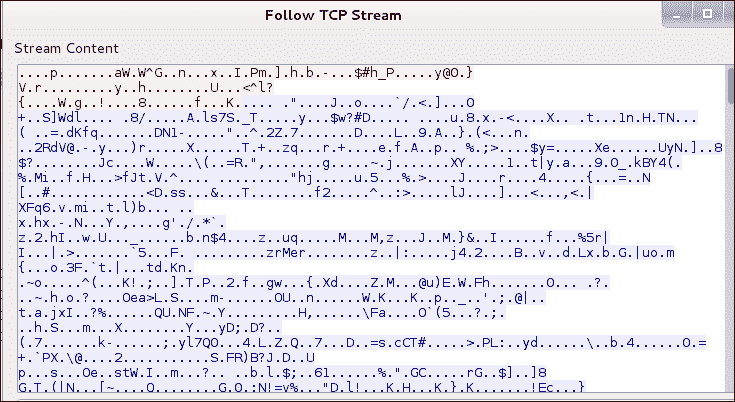 Follow TCP Stream
Stream Content
....p.......aW.W^G..n...x..I.Pm.].h.b.-...$#h_P.....y@O.}
V.r.........y..h........U...<^l?
{....W.g..!....8......f...K..... ."....J..o....`/.<.]...O
+..S]Wdl.... .8/.....A.ls7S._T.....y...$w?#D..... ....u.8.x.-<....X.. .t...1n.H.TN...
( ..=.dKfq.......DN1-....."..^.2Z.7.......D....L..9.A..}.(<...n.
..2RdV@.-.y...)r.....X......T.+..zq...r.+....e.f.A..p.. %.;>....$y=.....Xe......UyN.]..8
$?........Jc....W.....\(..=R.",......g....~.j.......XY.....1..t|y.a...9.0_.kBY4(.
%.Mi..f.H...>fJt.V.^.... ........."hj.....u.5...%.>....J....r....4.....{...=..N
[..#............<D.ss...&...T........f2.....^..:>.....lJ....]...<...,<.|
XFq6.v.mi..t.l)b... ..
x.hx.-.N...Y.,....g'./.*`.
z.2.hI..w.U..._......b.n$4....z..uq.....M...M,z...J..M.}&..I......f...%5r|
I...|.>.......`5...F. ..........zrMer........z..|:.....j4.2....B..v..d.Lx.b.G.|uo.m
{...o.3F.`t.|...td.Kn.
.~o.....^(...K!.;..].T.P..2.f..gw...{.Xd....Z.M...@u)E.W.Fh.......0... .?.
..~.h.o.?....Oea>L.S....m-......OU..n......W.K...K..p.._..'.;.@|..
t.a.jxI..?%......QU.NF.~.Y.........H,......\Fa....O`(5...?.;.
..h.S...m...X........Y...yD;.D?..
(.7.......k-.....;.yl7QO...4.L.Z.Q..7...D..=s.cCT#.....>.PL:..yd......\..b.4......0.=
+.`PX.\@....2...........S.FR)B?J.D..U
p...s...Oe..stW.I..m...?.. ..b.l.$;..61......%.".GC.....rG..$]..]8
G.T.(|N...[~....Q........G.O.:N!=v%..."D.l!...K.H...K.}.K.......!Ec...}